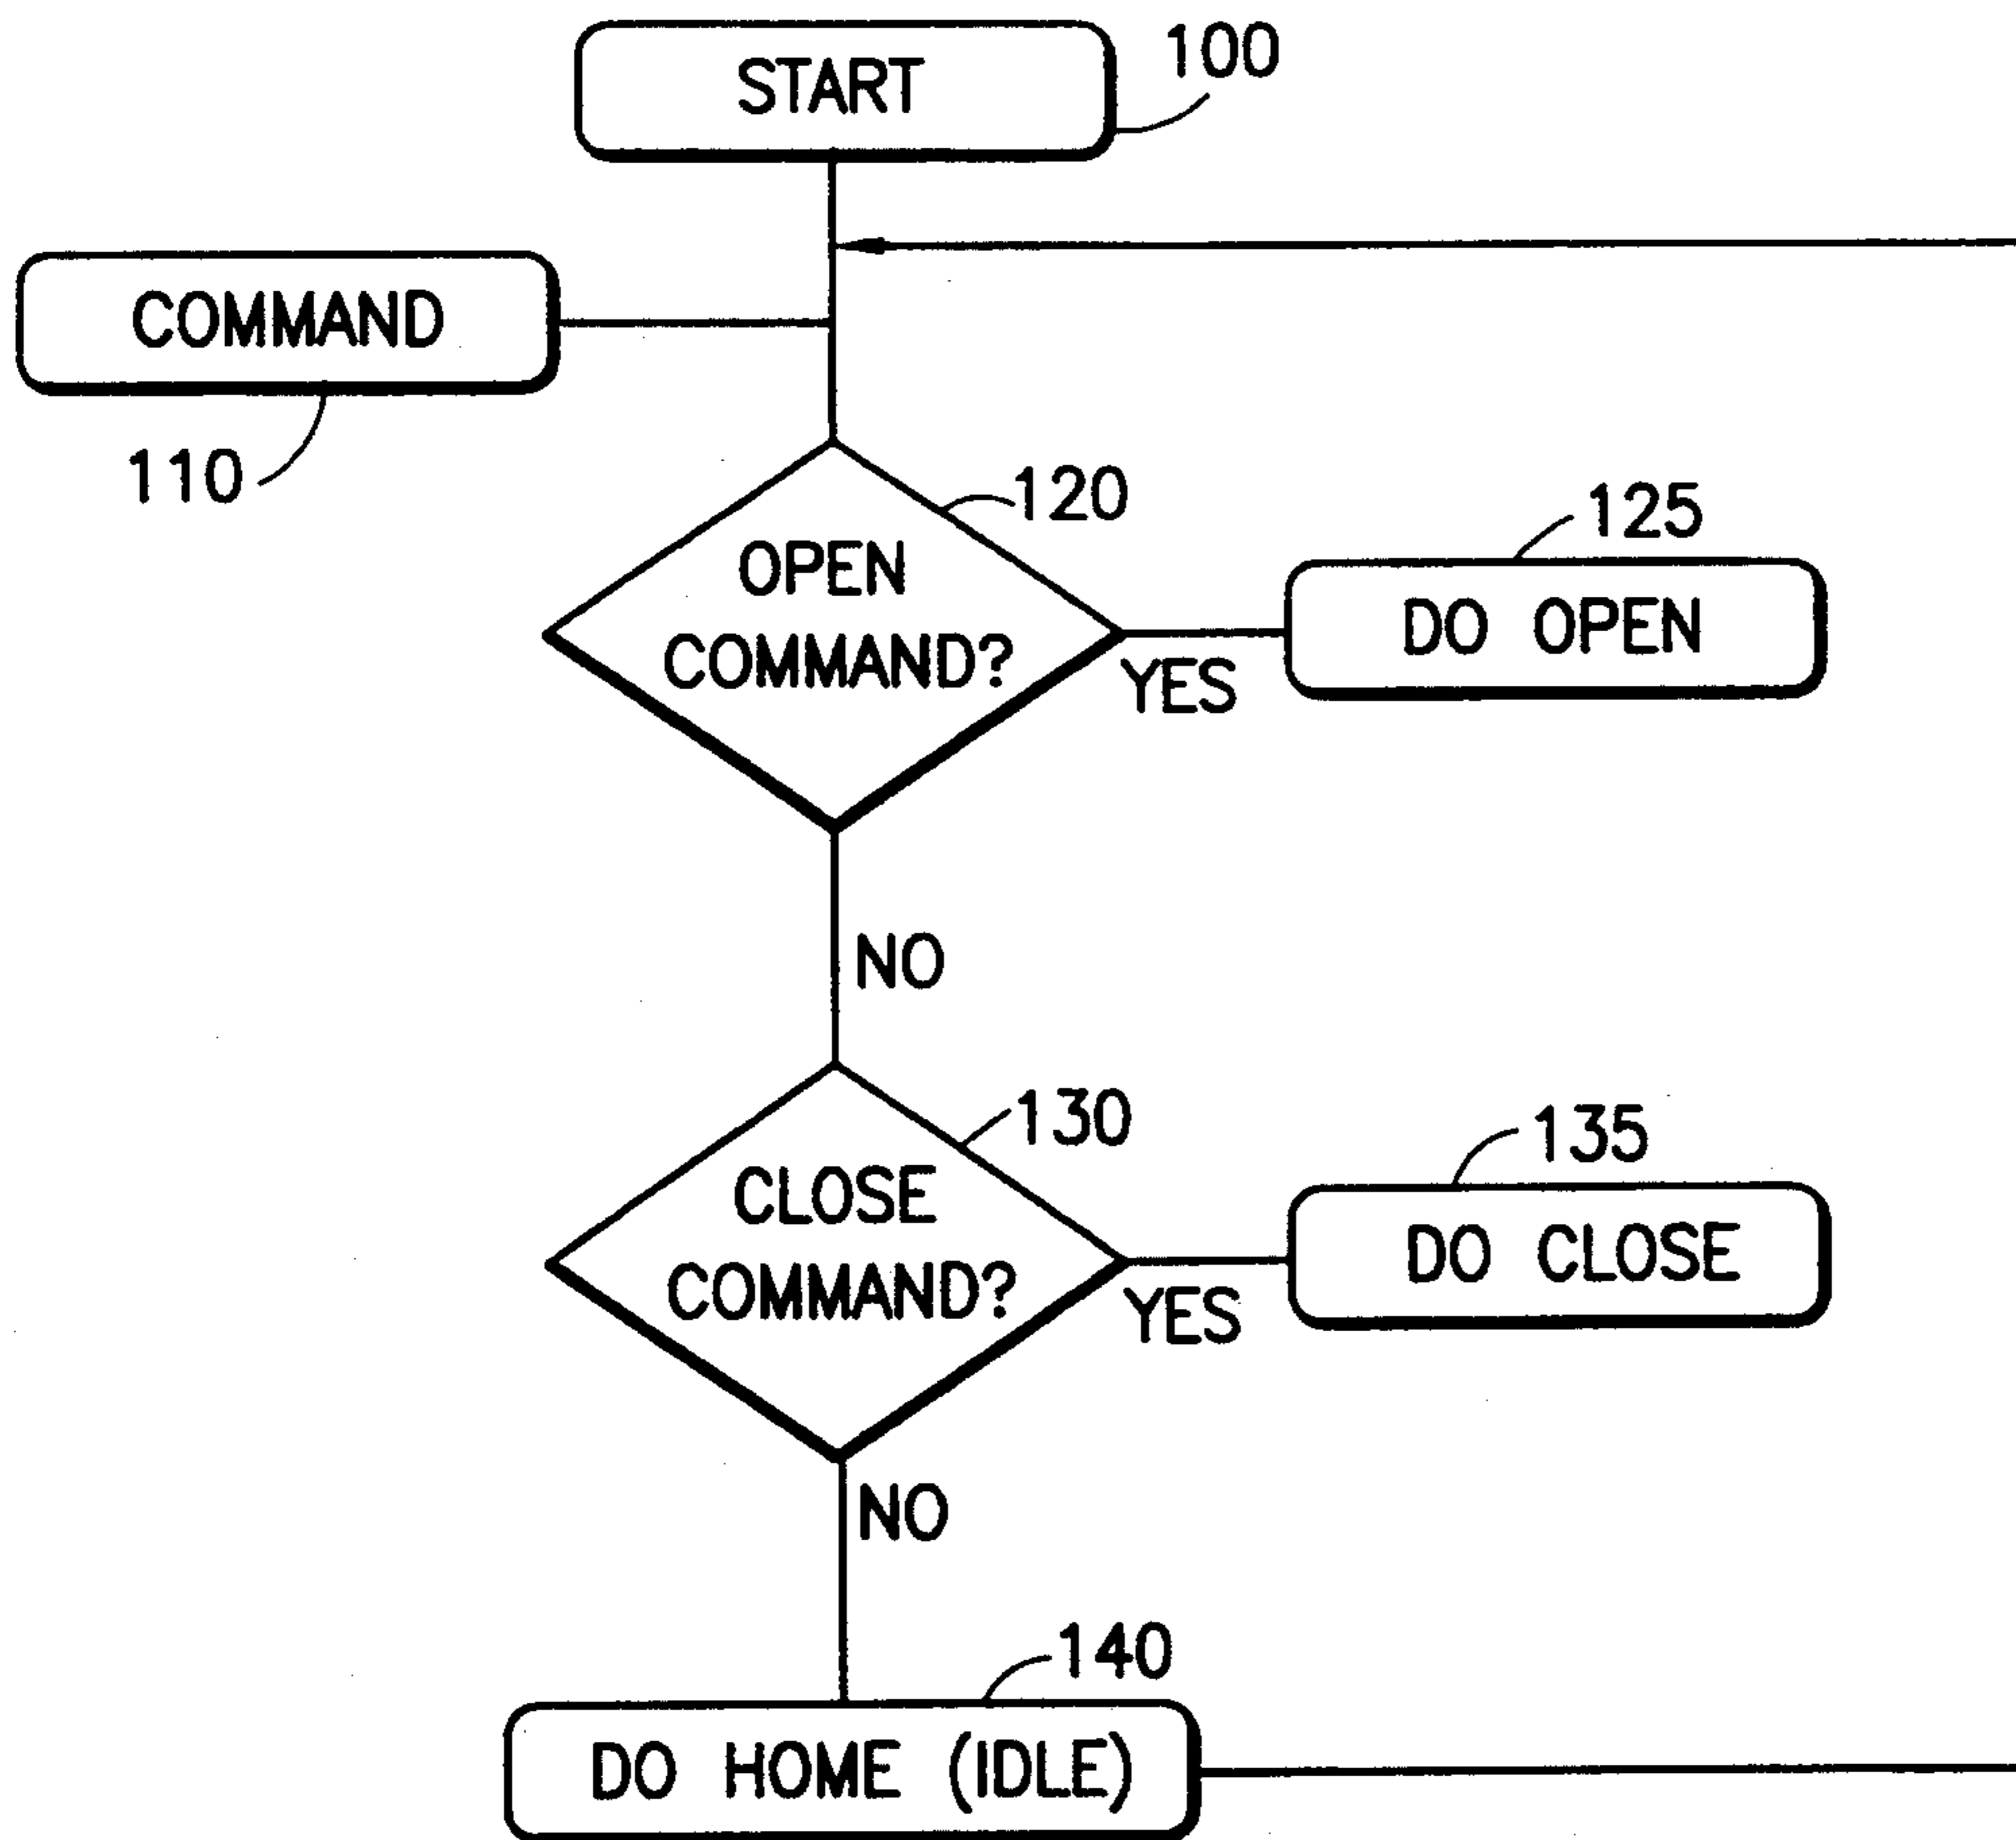 START
100
COMMAND
110
120
OPEN
COMMAND?
YES
125
DO OPEN
NO
130
CLOSE
COMMAND?
YES
135
DO CLOSE
NO
140
DO HOME (IDLE)